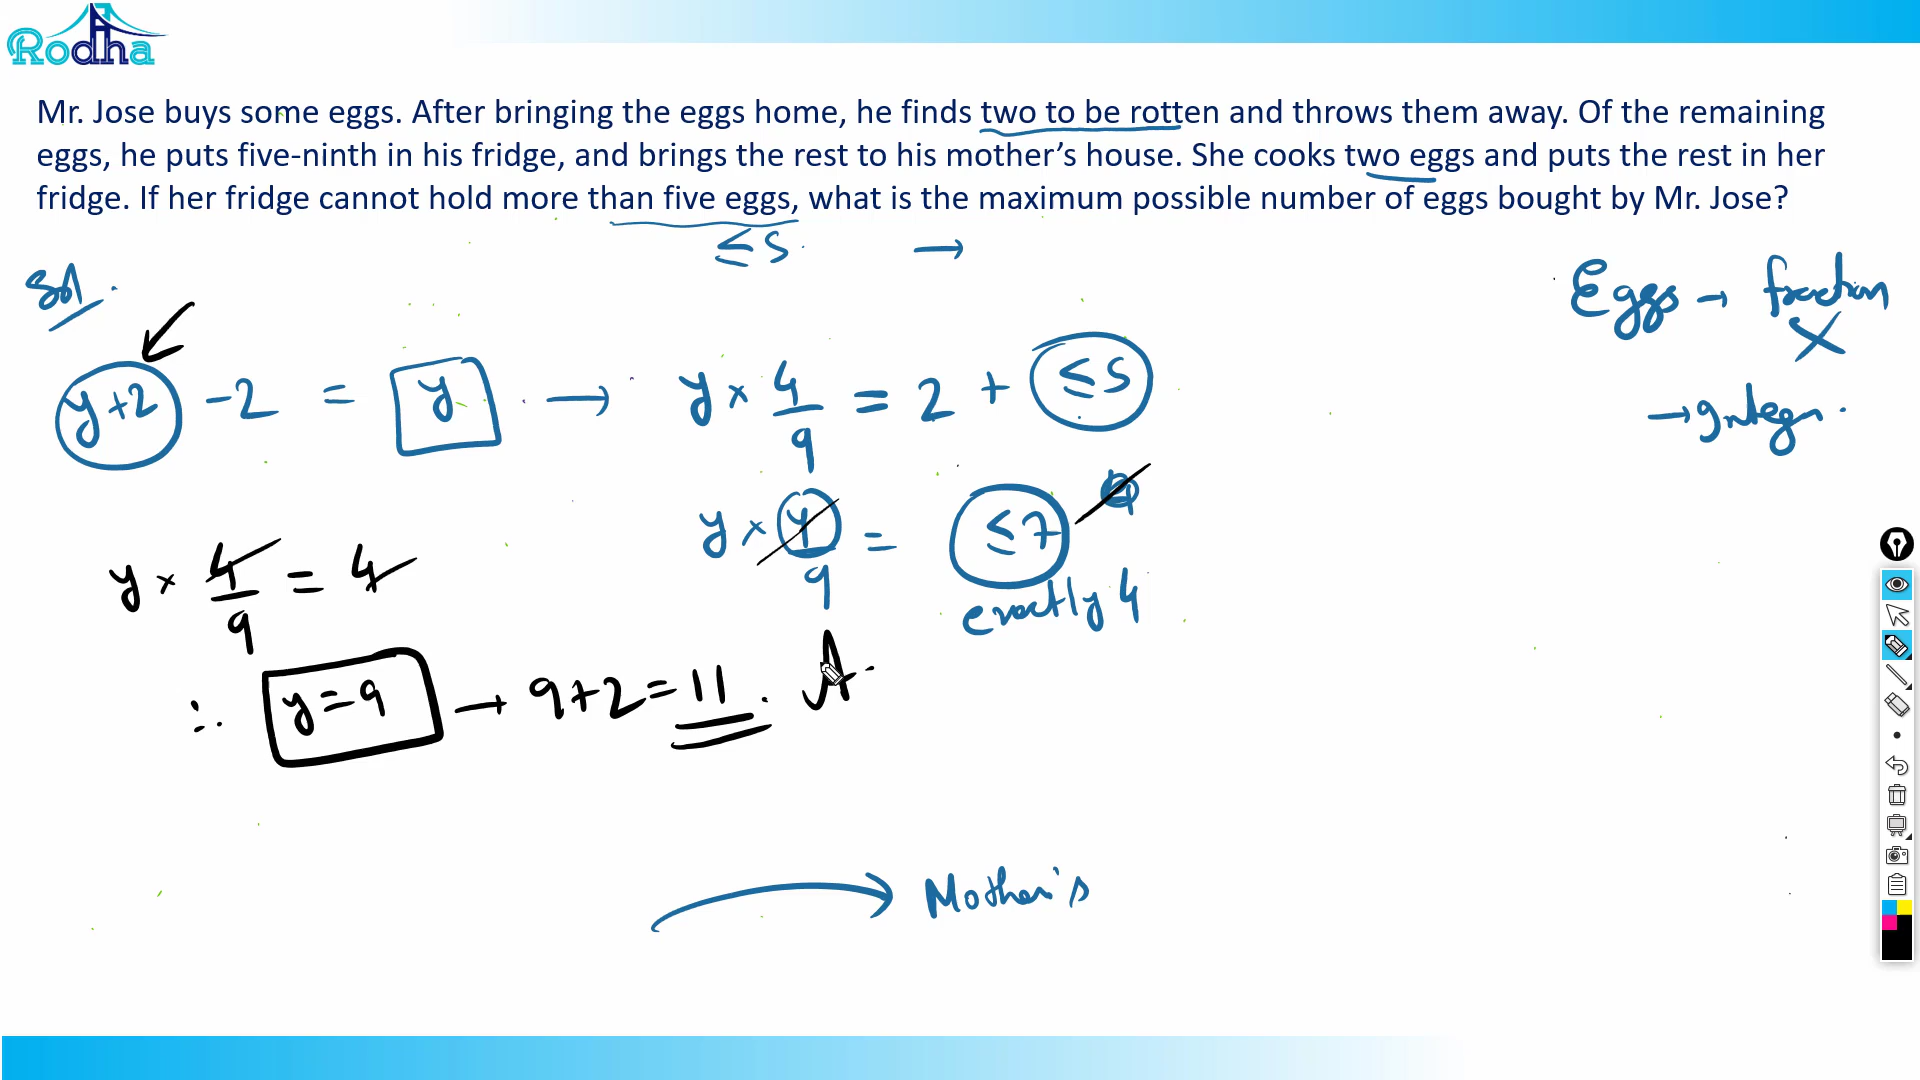 Rodha
Mr. Jose buys some eggs. After bringing the eggs home, he finds two to be rotten and throws them away. Of the remaining
eggs, he puts five-ninth in his fridge, and brings the rest to his mother’s house. She cooks two eggs and puts the rest in her
fridge. If her fridge cannot hold more than five eggs, what is the maximum possible number of eggs bought by Mr. Jose?
≤ 5 →
Sol.
Eggs → fraction
X
y+2 - 2 = y → y × 4/9 = 2 + ≤ 5
→ Integer.
y × 4/9 = ≤ 7
exactly 4
y × 4/9 = 4
∴ y = 9 → 9+2 = 11. A.
Mother's